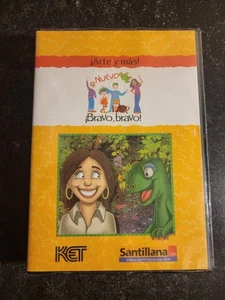 ¡Arte y más!
Nuevo
¡Bravo, bravo!
KET
Santillana